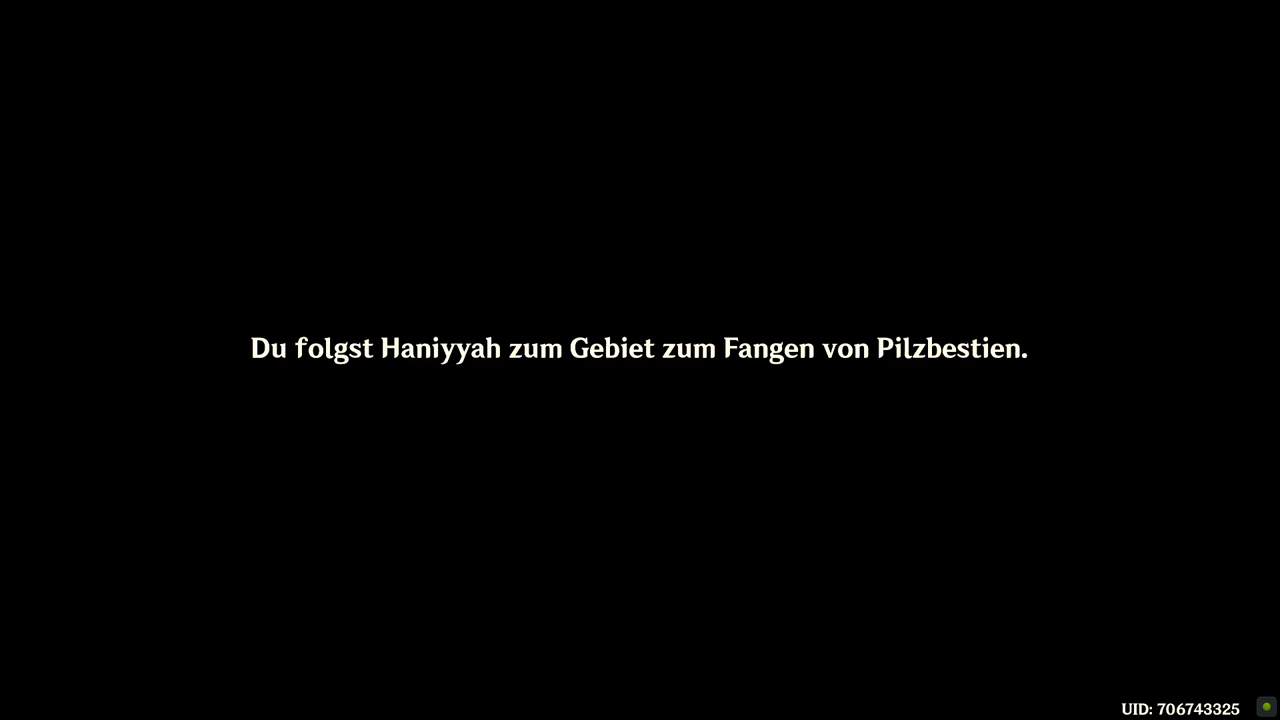 Du folgst Haniyyah zum Gebiet zum Fangen von Pilzbestien.
UID: 706743325